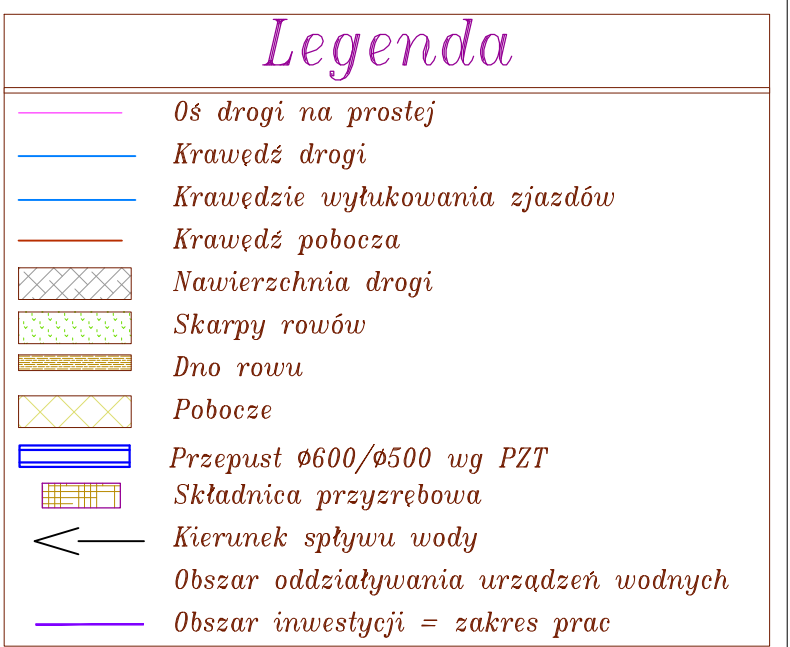 Legenda
Oś drogi na prostej
Krawędź drogi
Krawędzie wyłukowania zjazdów
Krawędź pobocza
Nawierzchnia drogi
Skarpy rowów
Dno rowu
Pobocze
Przepust ø600/ø500 wg PZT
Składnica przyzrębowa
Kierunek spływu wody
Obszar oddziaływania urządzeń wodnych
Obszar inwestycji = zakres prac